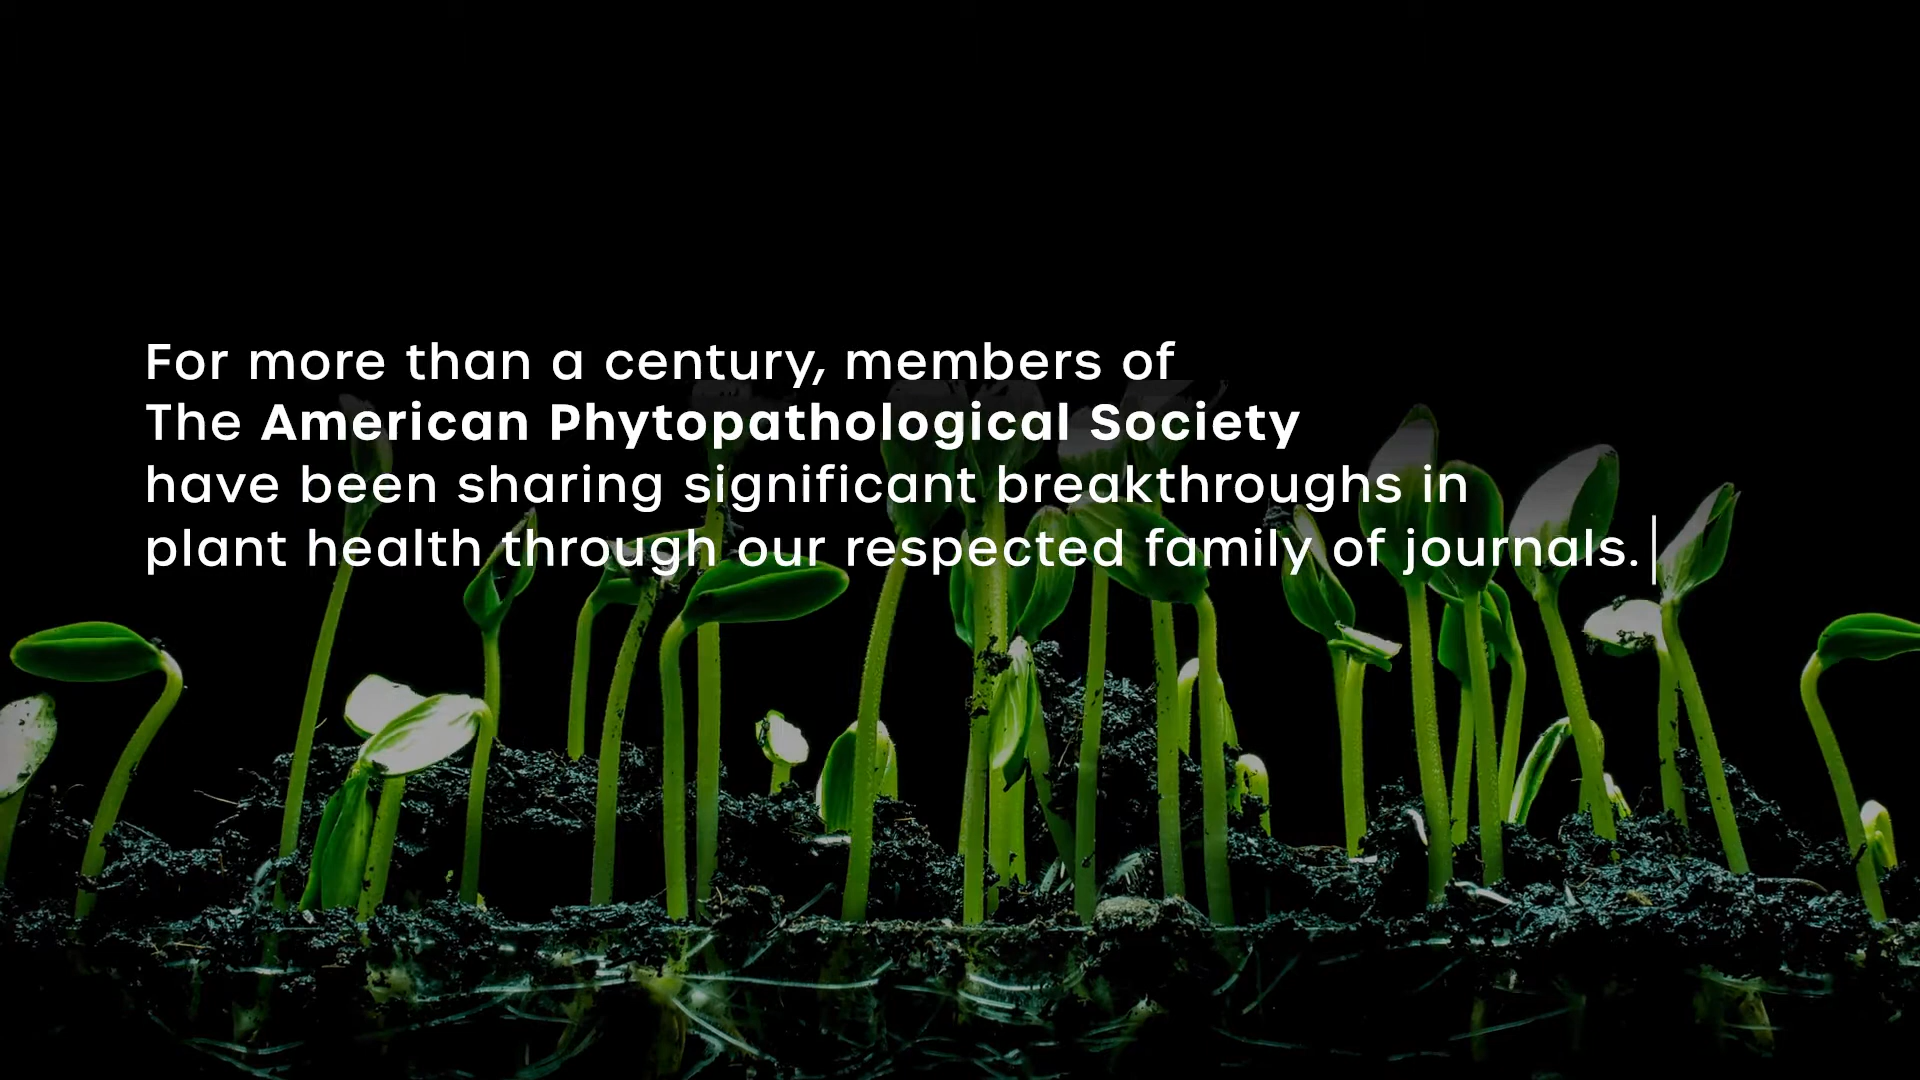 For more than a century, members of
The American Phytopathological Society
have been sharing significant breakthroughs in
plant health through our respected family of journals.